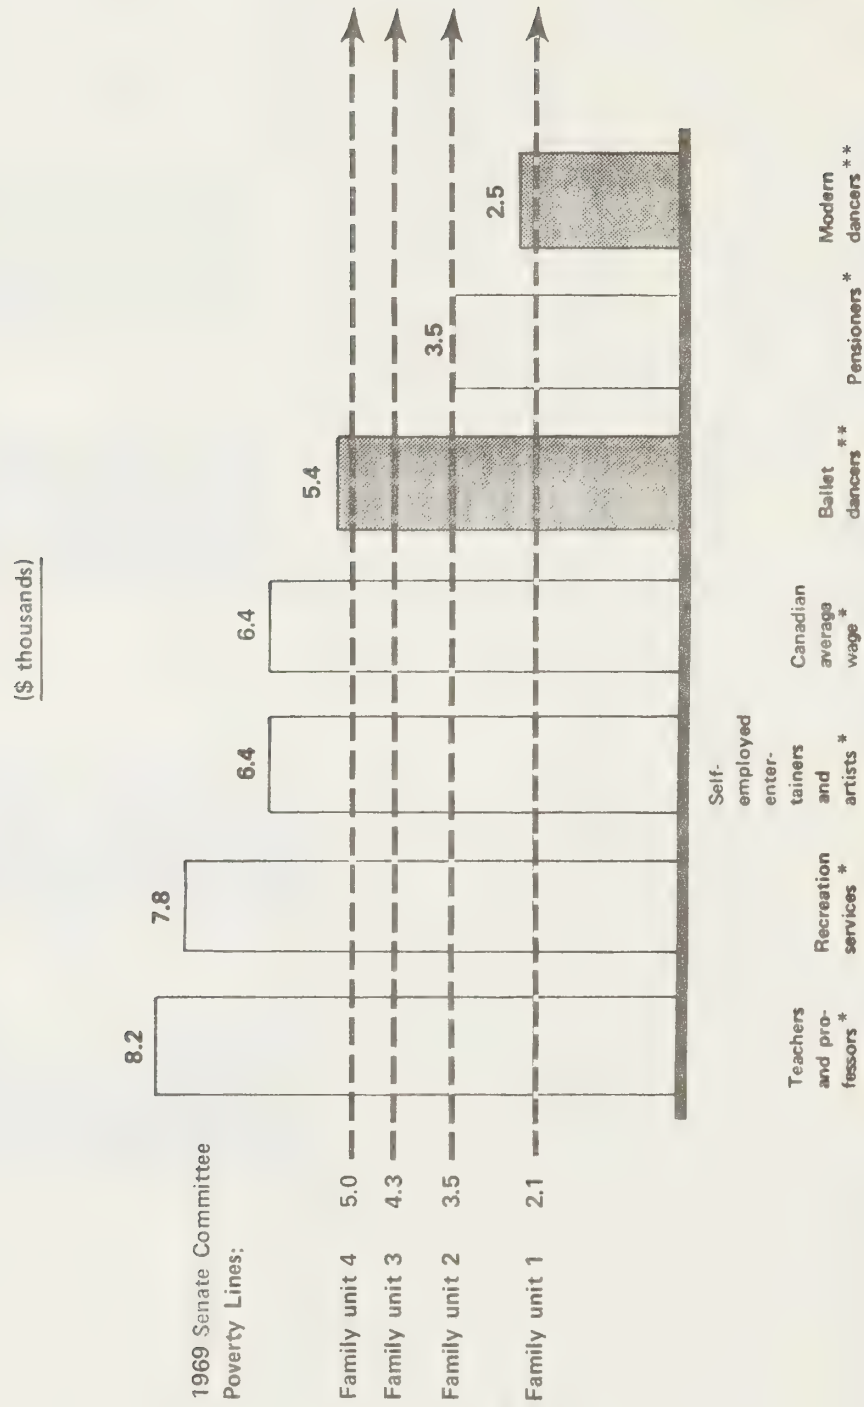 ($ thousands)
8.2
7.8
6.4
6.4
5.4
3.5
2.5
1969 Senate Committee
Poverty Lines:
Family unit 4 5.0
Family unit 3 4.3
Family unit 2 3.5
Family unit 1 2.1
Teachers
and pro-
fessors *
Recreation
services *
Self-
employed
enter-
tainers
and
artists *
Canadian
average
wage *
Ballet
dancers **
Pensioners *
Modern
dancers **